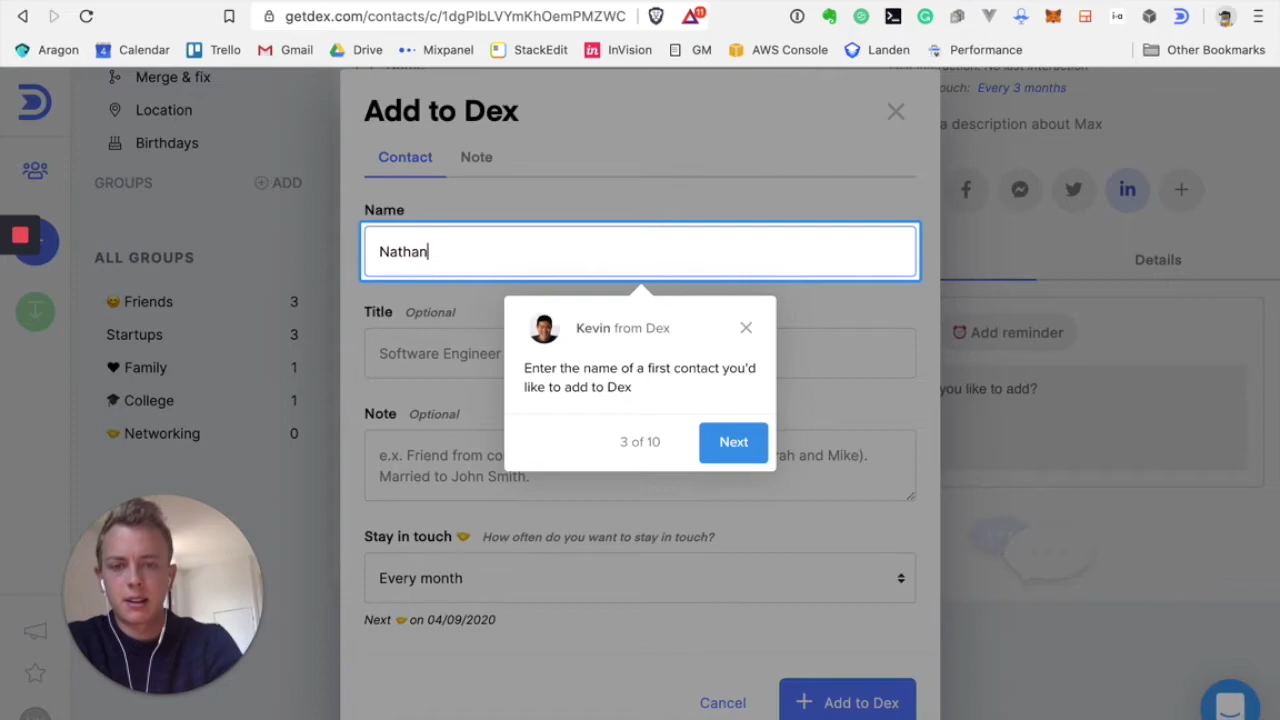 getdex.com/contacts/c/1dgPlbLVYmKhOemPMZWC
11
Aragon
Calendar
Trello
Gmail
Drive
Mixpanel
StackEdit
InVision
GM
AWS Console
Landen
Performance
Other Bookmarks
Merge & fix
Location
Birthdays
GROUPS
ADD
ALL GROUPS
Friends 3
Startups 3
Family 1
College 1
Networking 0
Add to Dex
Contact
Note
Name
Nathan
Title Optional
Software Engineer
Kevin from Dex
Enter the name of a first contact you'd
like to add to Dex
3 of 10
Next
Note Optional
e.x. Friend from co
rah and Mike).
Married to John Smith.
Stay in touch How often do you want to stay in touch?
Every month
Next on 04/09/2020
Cancel
Add to Dex
ouch: Every 3 months
a description about Max
in
Details
Add reminder
you like to add?